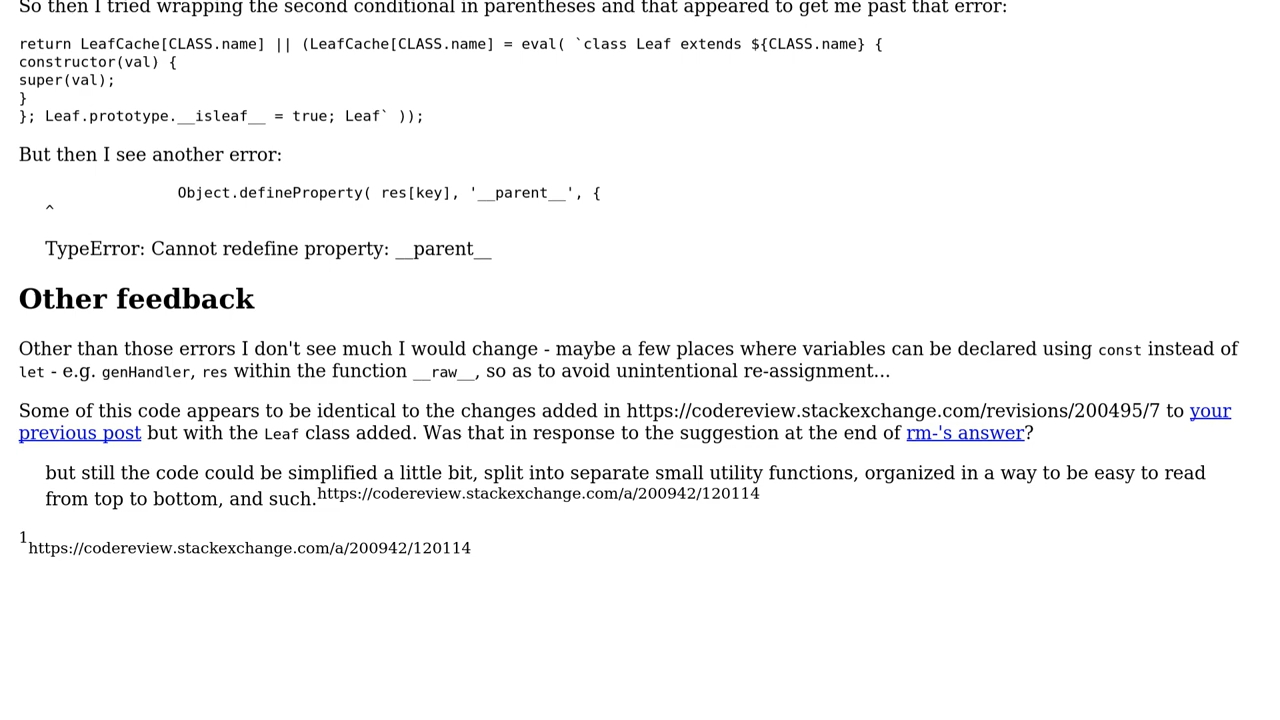 So then I tried wrapping the second conditional in parentheses and that appeared to get me past that error:
return LeafCache[CLASS.name] || (LeafCache[CLASS.name] = eval( `class Leaf extends ${CLASS.name} {
constructor(val) {
super(val);
}
}; Leaf.prototype.__isleaf__ = true; Leaf` ));
But then I see another error:
Object.defineProperty( res[key], '__parent__', {
^
TypeError: Cannot redefine property: __parent__
Other feedback
Other than those errors I don't see much I would change - maybe a few places where variables can be declared using const instead of
let - e.g. genHandler, res within the function __raw__, so as to avoid unintentional re-assignment...
Some of this code appears to be identical to the changes added in https://codereview.stackexchange.com/revisions/200495/7 to your
previous post but with the Leaf class added. Was that in response to the suggestion at the end of rm-'s answer?
but still the code could be simplified a little bit, split into separate small utility functions, organized in a way to be easy to read
from top to bottom, and such.https://codereview.stackexchange.com/a/200942/120114
1https://codereview.stackexchange.com/a/200942/120114